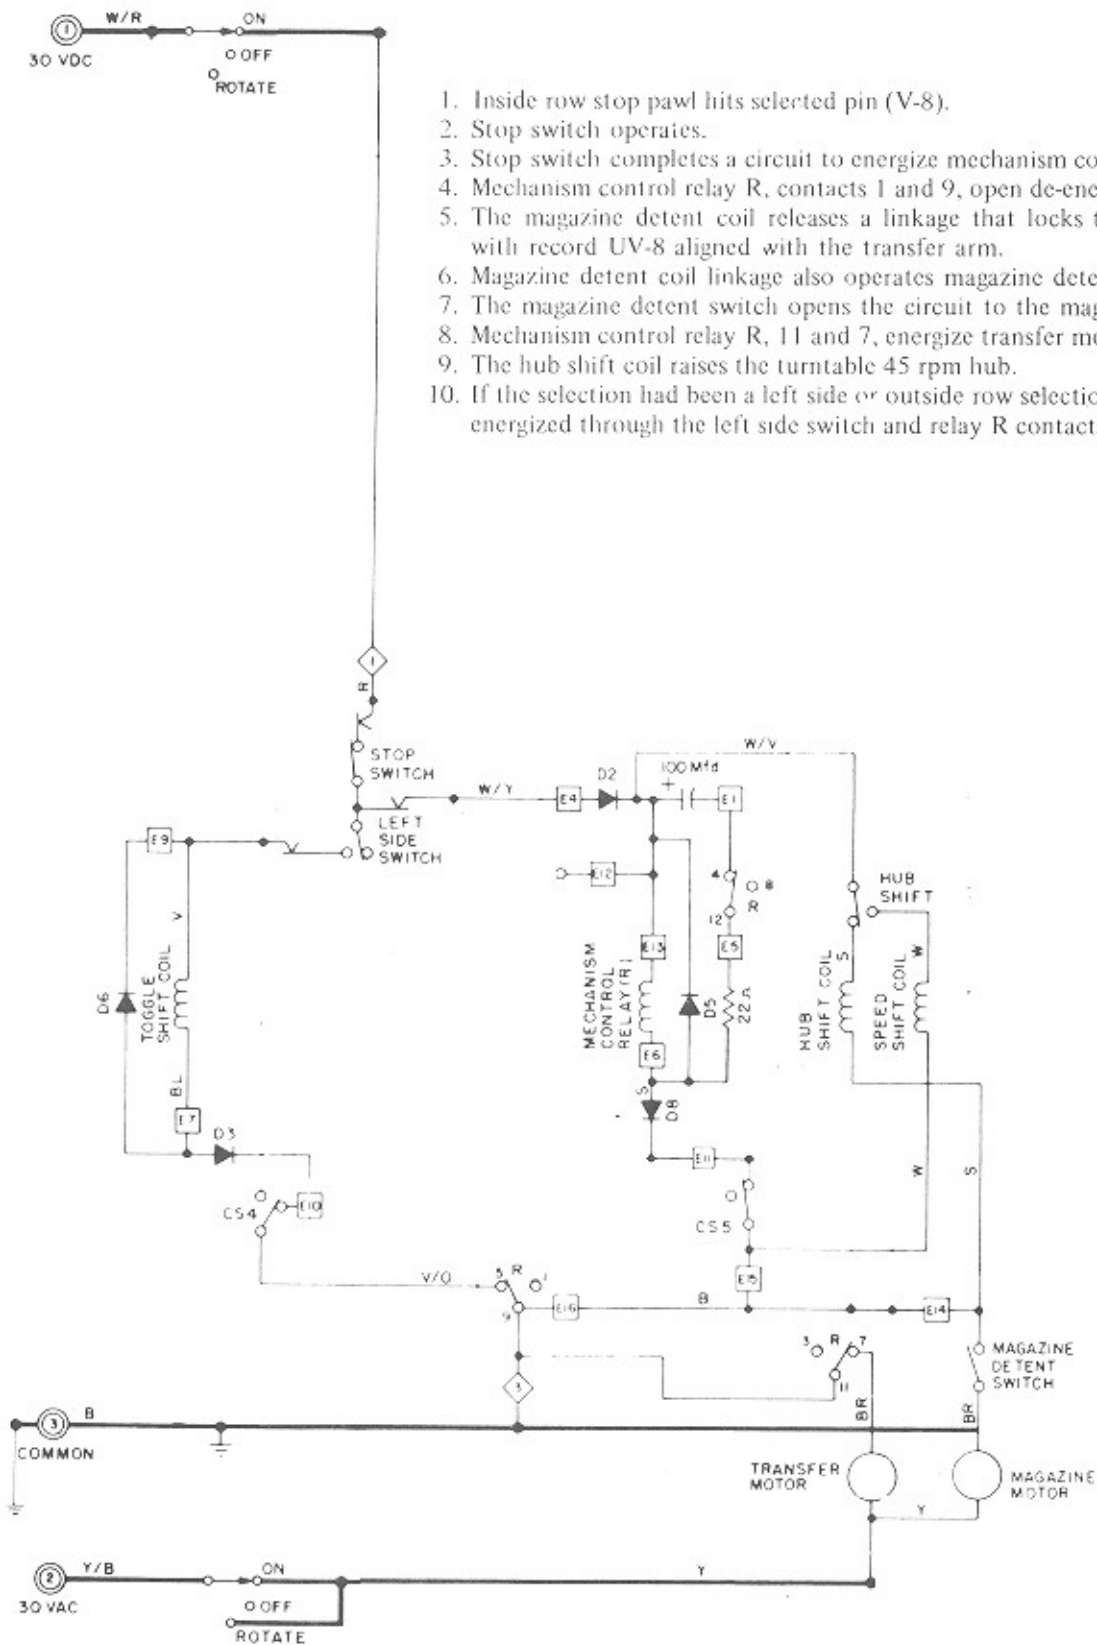 W/R
ON
1
30 VDC
OFF
ROTATE
1. Inside row stop pawl hits selected pin (V-8).
2. Stop switch operates.
3. Stop switch completes a circuit to energize mechanism co
4. Mechanism control relay R, contacts 1 and 9, open de-ene
5. The magazine detent coil releases a linkage that locks t
with record UV-8 aligned with the transfer arm.
6. Magazine detent coil linkage also operates magazine dete
7. The magazine detent switch opens the circuit to the mag
8. Mechanism control relay R, 11 and 7, energize transfer mo
9. The hub shift coil raises the turntable 45 rpm hub.
10. If the selection had been a left side or outside row selectio
energized through the left side switch and relay R contact
1
R
STOP
SWITCH
W/Y
E4
D2
100 Mfd
+
E1
W/V
E9
LEFT
SIDE
SWITCH
E12
4
8
R
12
HUB
SHIFT
V
E13
E5
S
W
D6
TOGGLE
SHIFT COIL
MECHANISM
CONTROL
RELAY (R)
D5
22 Λ
HUB
SHIFT COIL
SPEED
SHIFT COIL
BL
E6
S
D8
E7
D3
E11
W
S
CS4
E10
CS5
V/O
5
R
1
E15
9
E16
B
E14
3
R
7
11
MAGAZINE
DETENT
SWITCH
3
BR
BR
3
B
COMMON
TRANSFER
MOTOR
MAGAZINE
MOTOR
Y
2
Y/B
ON
Y
30 VAC
OFF
ROTATE